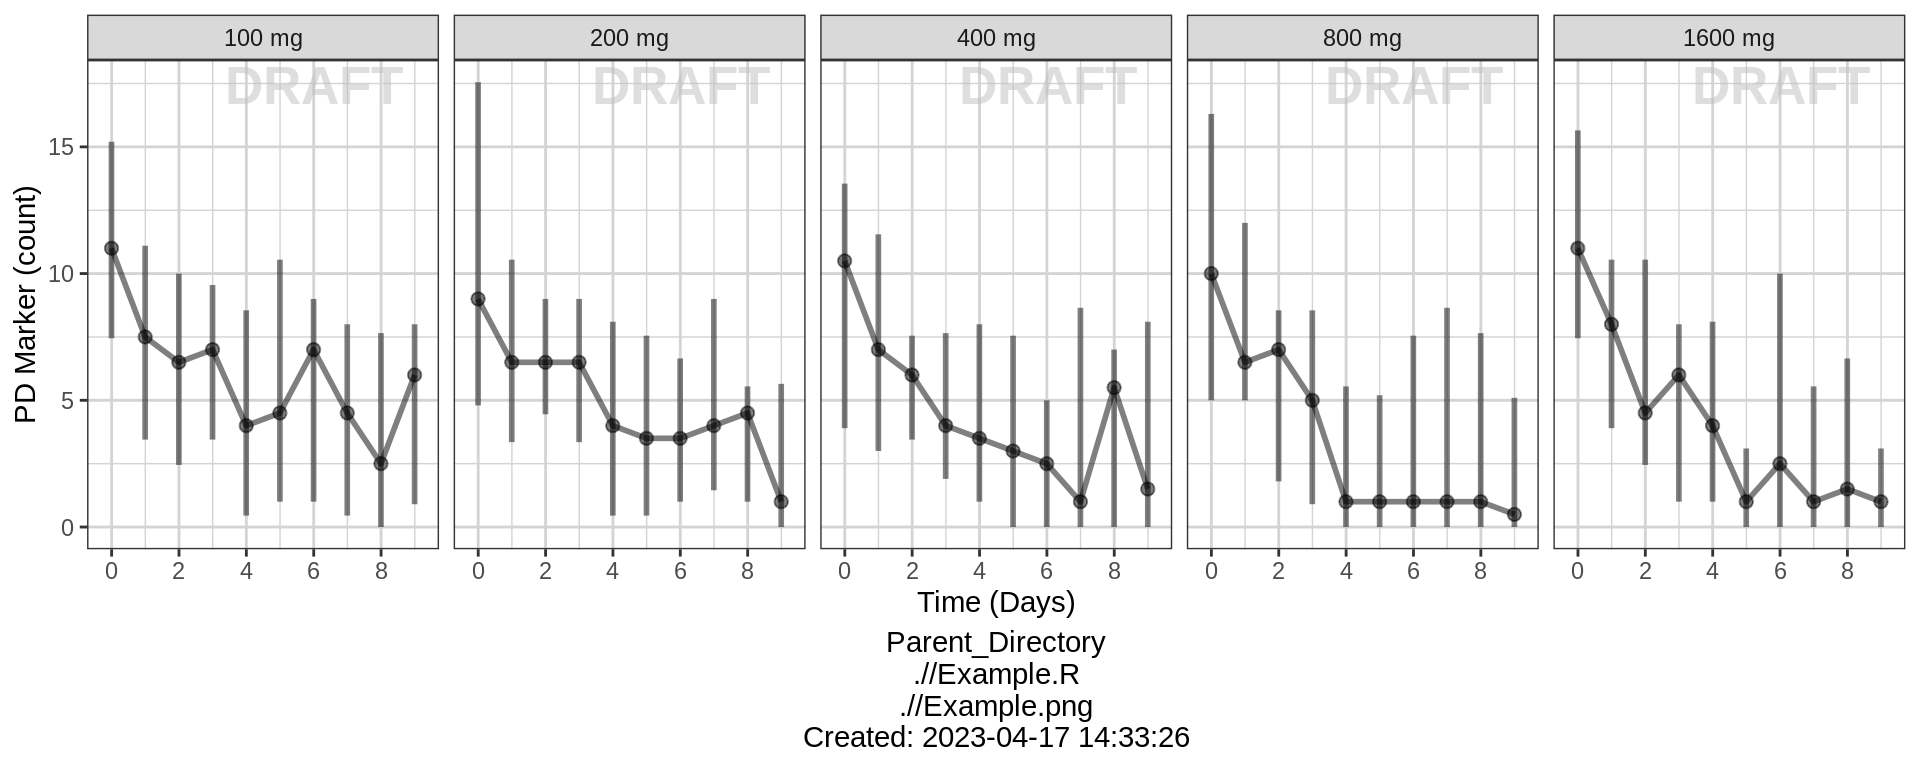 100 mg 200 mg 400 mg 800 mg 1600 mg
DRAFT DRAFT DRAFT DRAFT DRAFT
PD Marker (count)
15
10
5
0
0 2 4 6 8 0 2 4 6 8 0 2 4 6 8 0 2 4 6 8 0 2 4 6 8
Time (Days)
Parent_Directory
.//Example.R
.//Example.png
Created: 2023-04-17 14:33:26